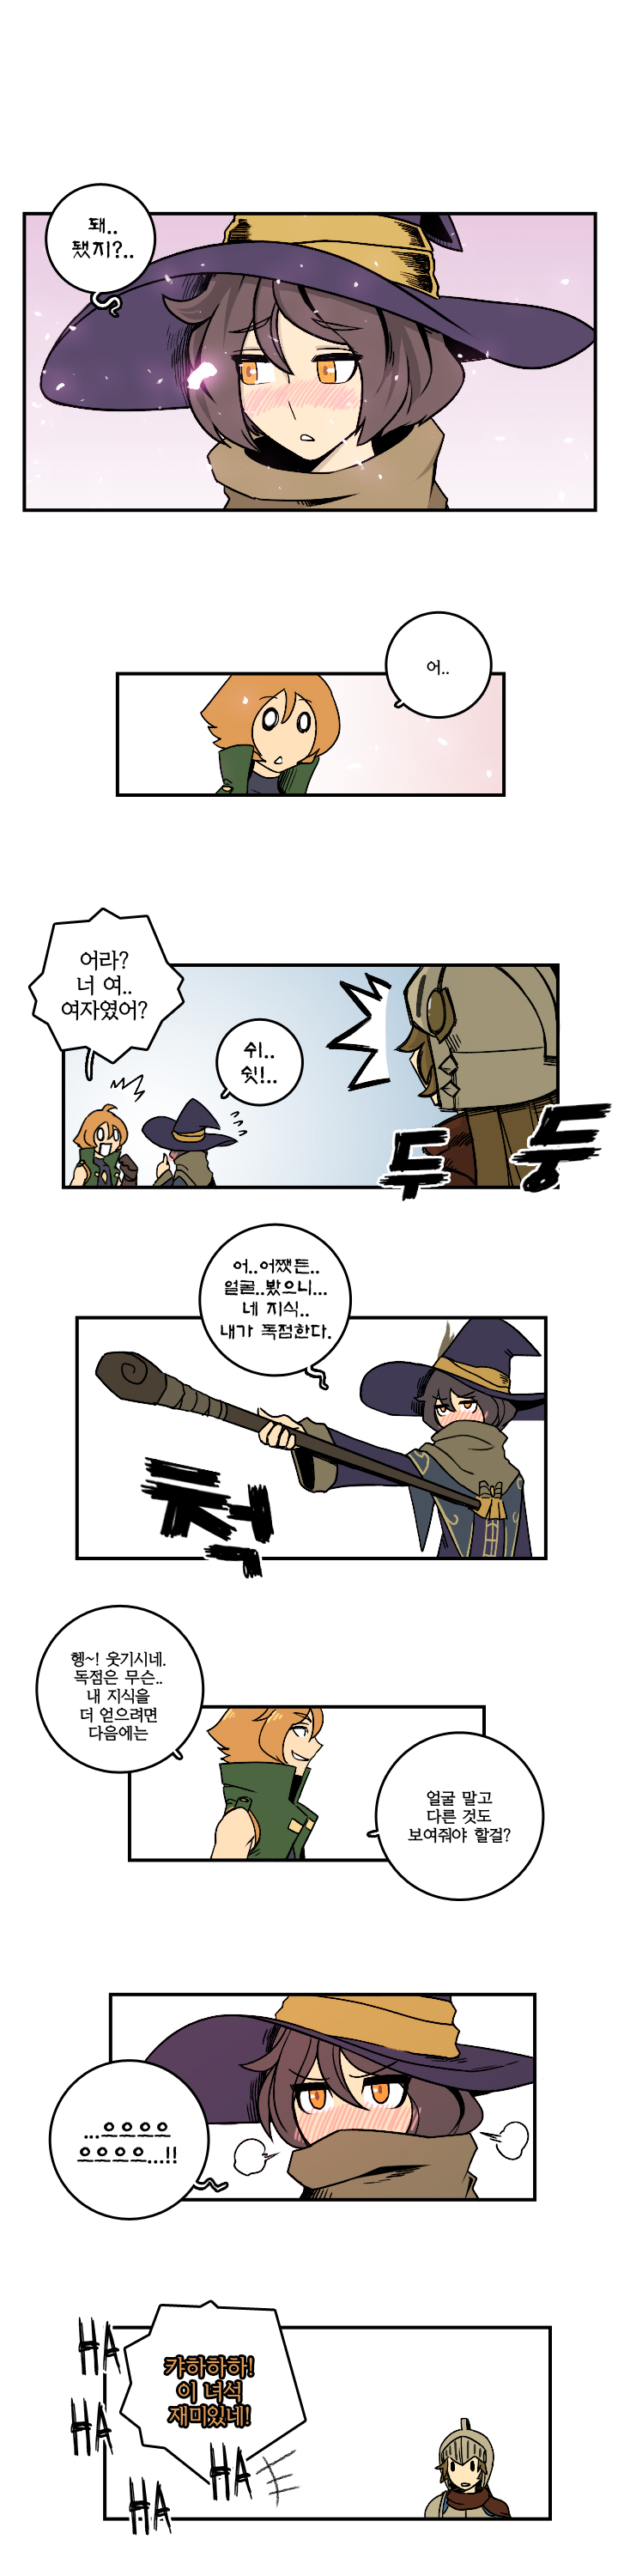 돼..
됐지?..
어..
어라?
너 여..
여자였어?
쉬..
쉿!..
두둥
어..어쨌든..
얼굴..봤으니...
네 지식..
내가 독점한다.
척
헹~! 웃기시네.
독점은 무슨..
내 지식을
더 얻으려면
다음에는
얼굴 말고
다른 것도
보여줘야 할걸?
...으으으으
으으으으...!!
HA
캬하하하!
이 녀석
재미있네!
HA
HA
HA